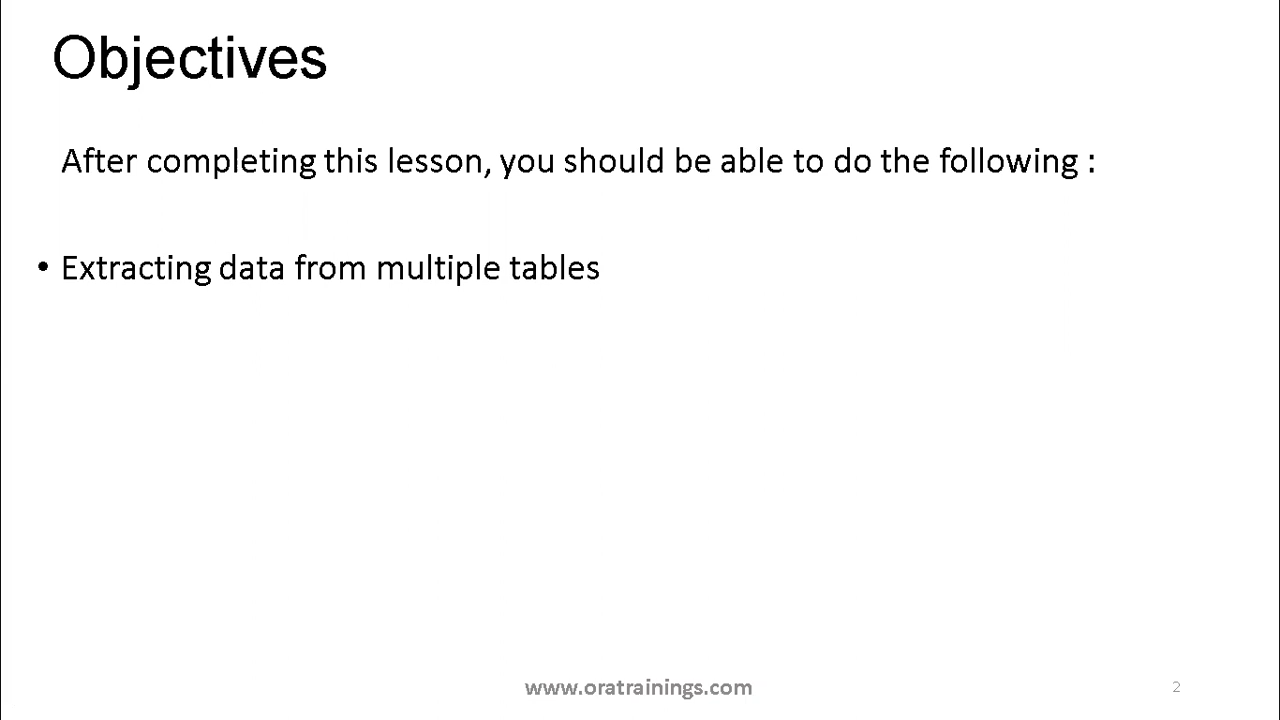 Objectives
After completing this lesson, you should be able to do the following :
• Extracting data from multiple tables
www.oratrainings.com
2